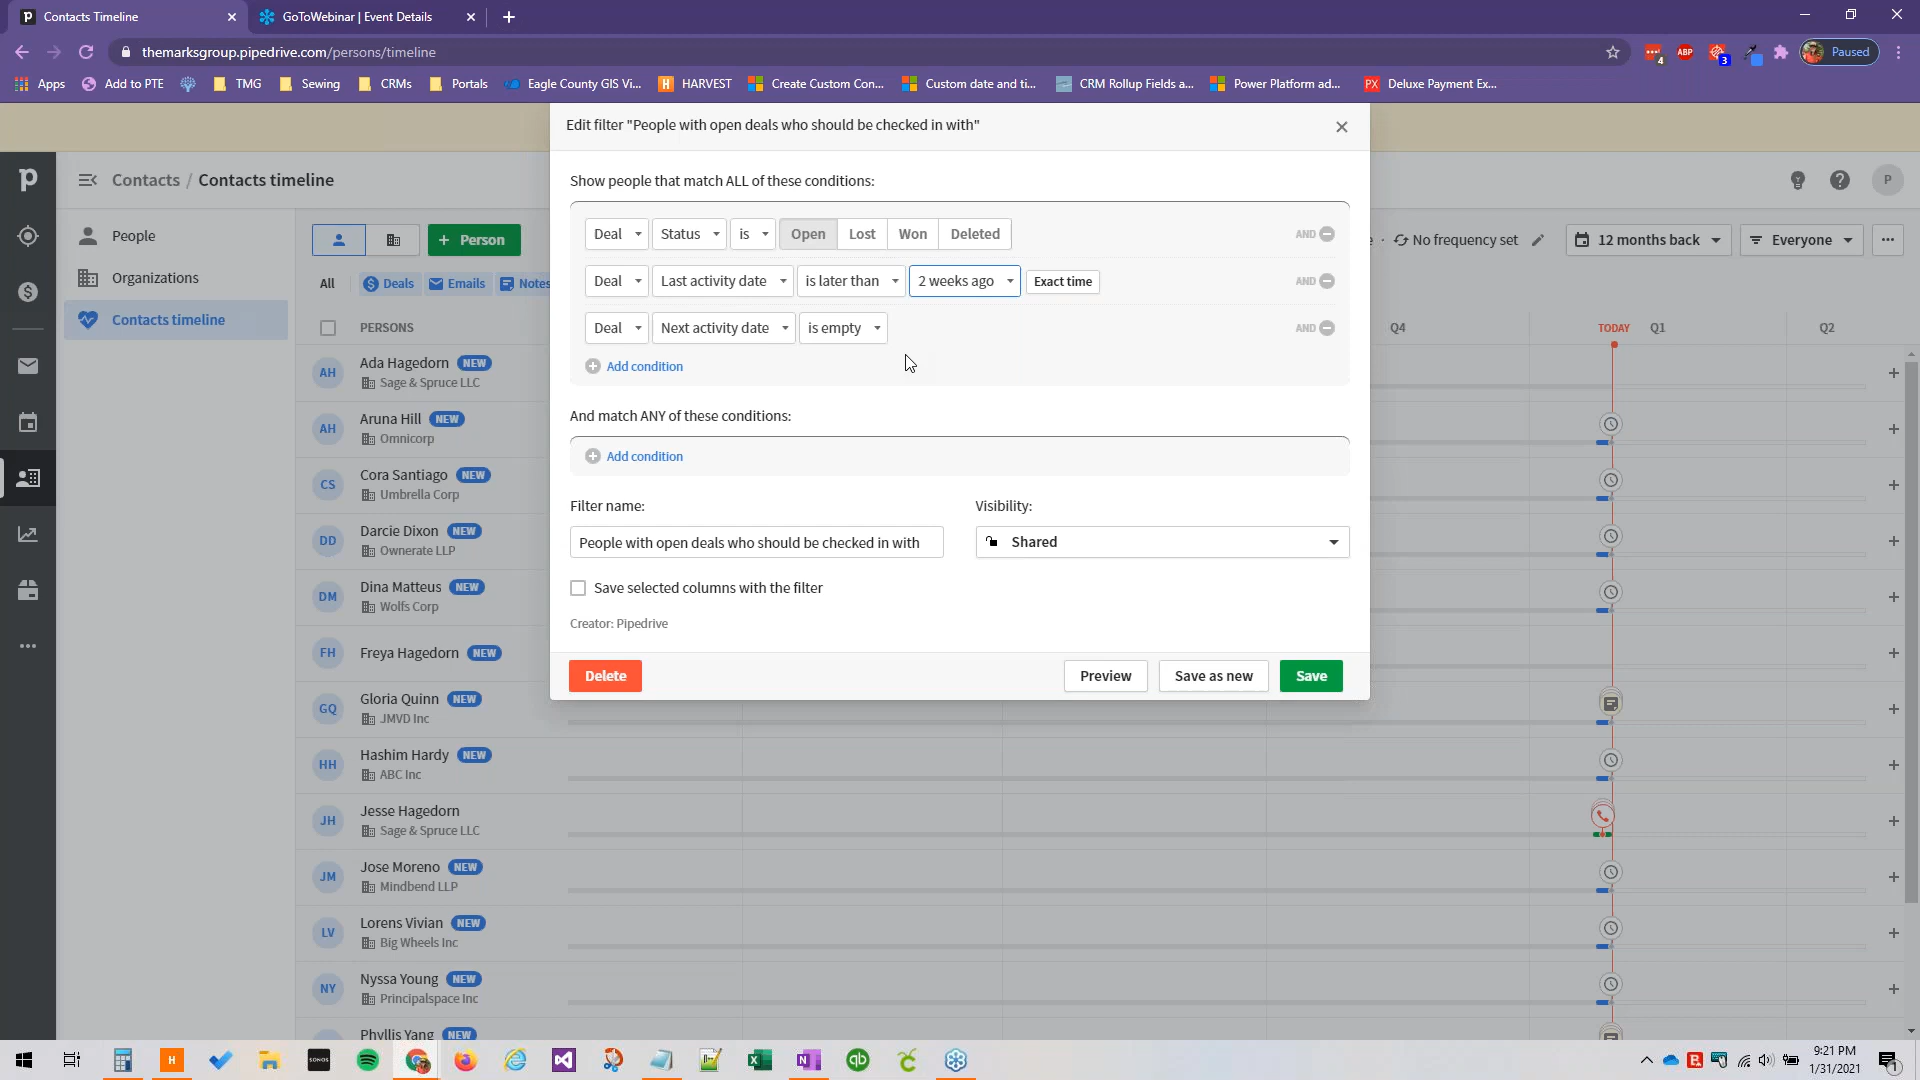 Contacts Timeline
GoToWebinar | Event Details
themarksgroup.pipedrive.com/persons/timeline
4
ABP
3
Paused
Apps
Add to PTE
TMG
Sewing
CRMs
Portals
Eagle County GIS Vi...
HARVEST
Create Custom Con...
Custom date and ti...
CRM Rollup Fields a...
Power Platform ad...
Deluxe Payment Ex...
Edit filter "People with open deals who should be checked in with"
Contacts / Contacts timeline
P
People
Organizations
Contacts timeline
+ Person
No frequency set
12 months back
Everyone
All
Deals
Emails
Notes
PERSONS
Q4
TODAY
Q1
Q2
Show people that match ALL of these conditions:
Deal Status is Open Lost Won Deleted AND
Deal Last activity date is later than 2 weeks ago Exact time AND
Deal Next activity date is empty AND
Add condition
And match ANY of these conditions:
Add condition
Filter name:
Visibility:
People with open deals who should be checked in with
Shared
Save selected columns with the filter
Creator: Pipedrive
Delete
Preview
Save as new
Save
AH
Ada Hagedorn NEW
Sage & Spruce LLC
AH
Aruna Hill NEW
Omnicorp
CS
Cora Santiago NEW
Umbrella Corp
DD
Darcie Dixon NEW
Ownerate LLP
DM
Dina Matteus NEW
Wolfs Corp
FH
Freya Hagedorn NEW
GQ
Gloria Quinn NEW
JMVD Inc
HH
Hashim Hardy NEW
ABC Inc
JH
Jesse Hagedorn
Sage & Spruce LLC
JM
Jose Moreno NEW
Mindbend LLP
LV
Lorens Vivian NEW
Big Wheels Inc
NY
Nyssa Young NEW
Principalspace Inc
Phyllis Yang NEW
SONOS
9:21 PM
1/31/2021
1